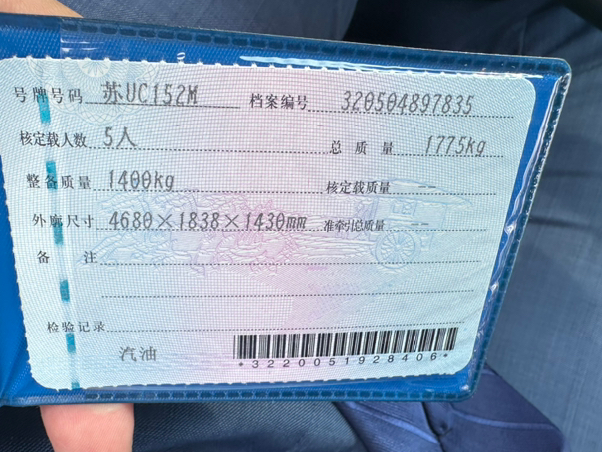 号牌号码 苏UC152M 档案编号 320504897835
核定载人数 5人 总质量 1775kg
整备质量 1400kg 核定载质量 --
外廓尺寸 4680×1838×1430mm 准牵引总质量 --
备注
检验记录
汽油
*3220051928406*